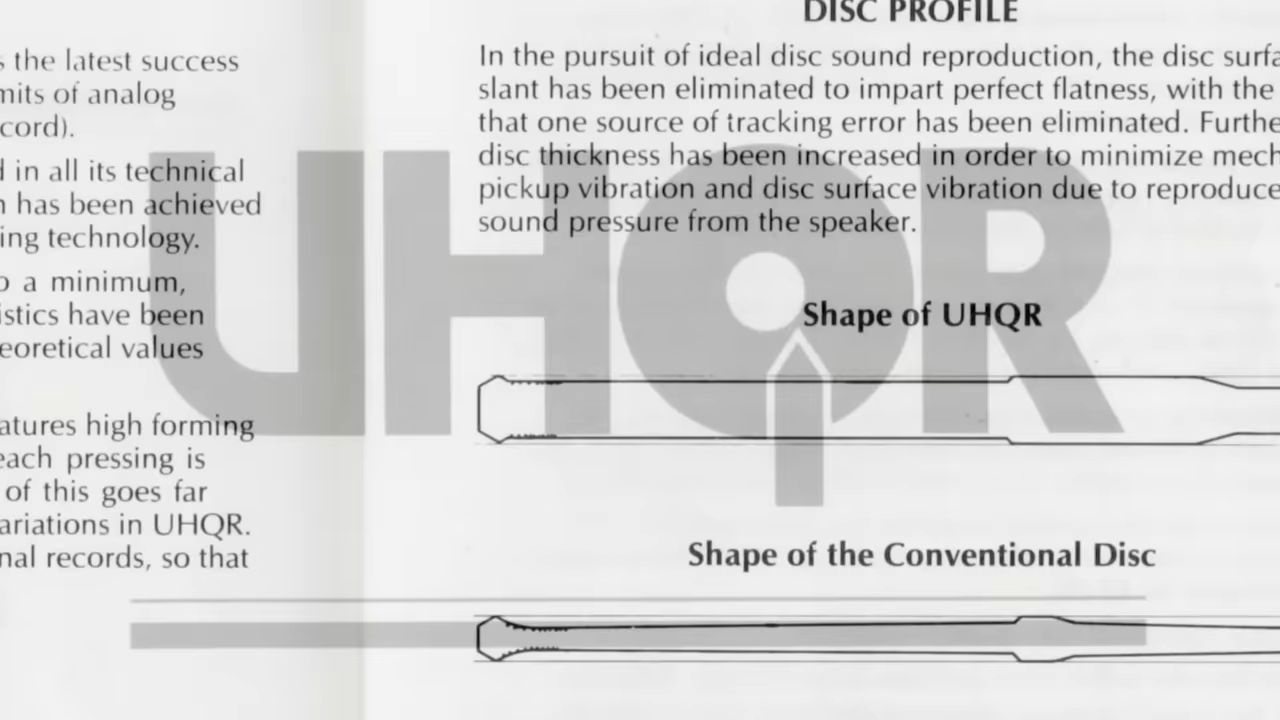 s the latest success
mits of analog
cord).
d in all its technical
n has been achieved
ing technology.
o a minimum,
istics have been
eoretical values
atures high forming
each pressing is
of this goes far
ariations in UHQR.
nal records, so that
DISC PROFILE
In the pursuit of ideal disc sound reproduction, the disc surfa
slant has been eliminated to impart perfect flatness, with the
that one source of tracking error has been eliminated. Furthe
disc thickness has been increased in order to minimize mech
pickup vibration and disc surface vibration due to reproduce
sound pressure from the speaker.
UHQR
Shape of UHQR
Shape of the Conventional Disc